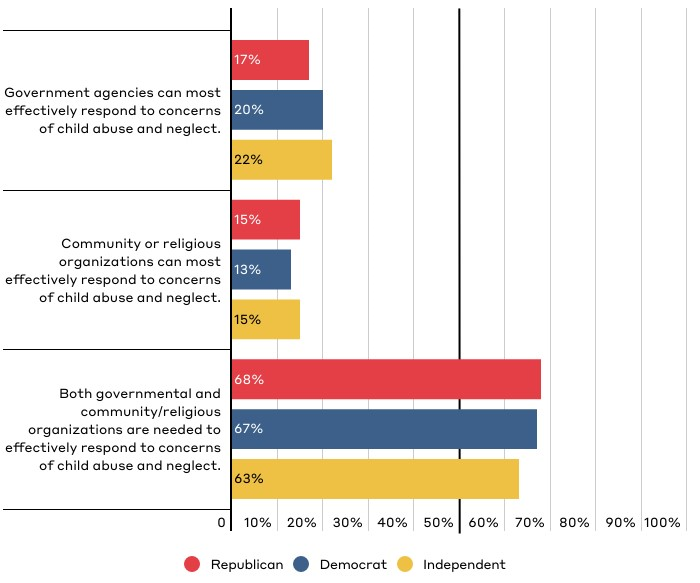 17%
Government agencies can most
effectively respond to concerns
of child abuse and neglect.
20%
22%
15%
Community or religious
organizations can most
effectively respond to concerns
of child abuse and neglect.
13%
15%
68%
Both governmental and
community/religious
organizations are needed to
effectively respond to concerns
of child abuse and neglect.
67%
63%
0 10% 20% 30% 40% 50% 60% 70% 80% 90% 100%
Republican Democrat Independent